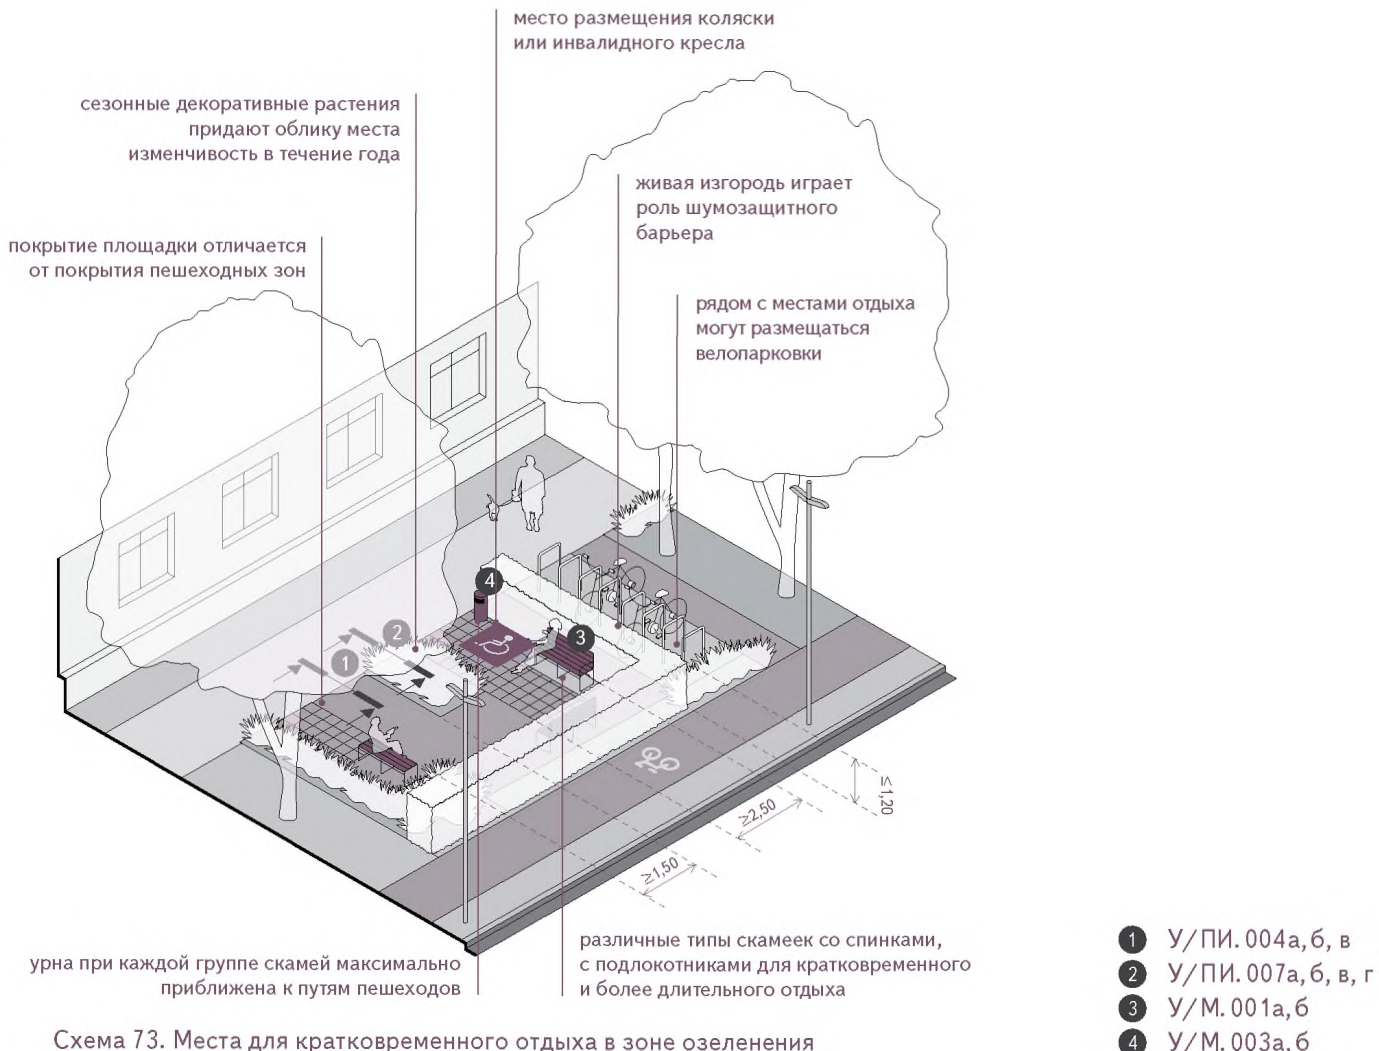 место размещения коляски
или инвалидного кресла
сезонные декоративные растения
придают облику места
изменчивость в течение года
живая изгородь играет
роль шумозащитного
барьера
покрытие площадки отличается
от покрытия пешеходных зон
рядом с местами отдыха
могут размещаться
велопарковки
4
3
2
1
≤1,20
≥2,50
≥1,50
урна при каждой группе скамей максимально
приближена к путям пешеходов
различные типы скамеек со спинками,
с подлокотниками для кратковременного
и более длительного отдыха
1 У/ПИ.004а,б, в
2 У/ПИ.007а,б, в, г
3 У/М.001а,б
4 У/М.003а,б
Схема 73. Места для кратковременного отдыха в зоне озеленения